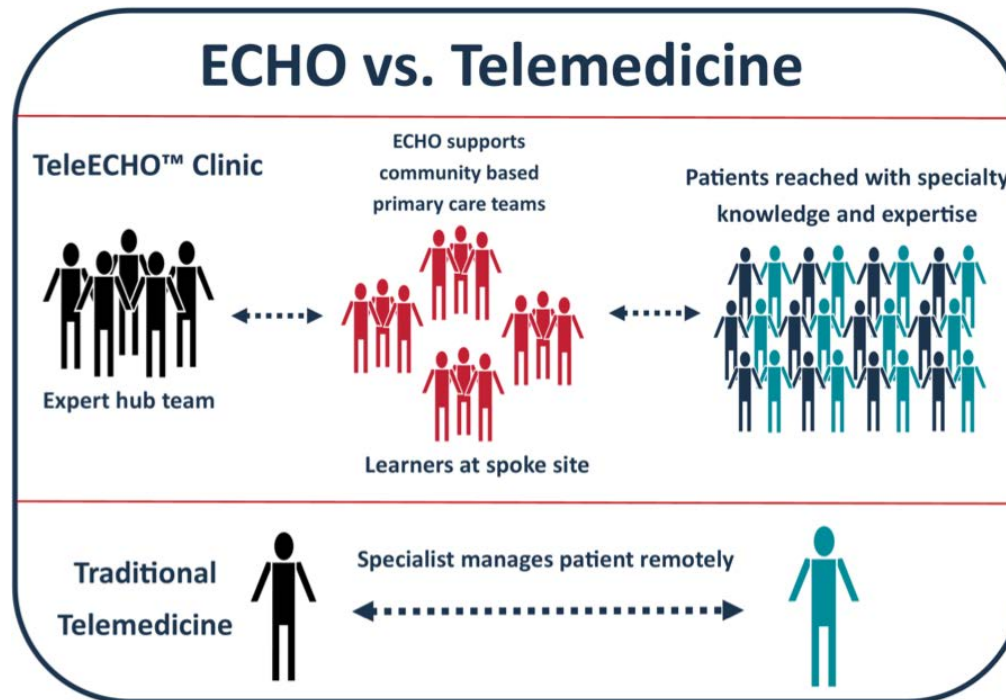 ECHO vs. Telemedicine
TeleECHO™ Clinic
ECHO supports
community based
primary care teams
Patients reached with specialty
knowledge and expertise
Expert hub team
Learners at spoke site
Traditional
Telemedicine
Specialist manages patient remotely